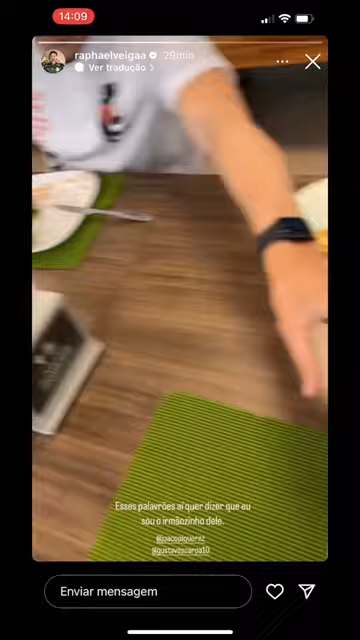 14:09
raphaelveigaa 29min
Ver tradução
Esses palavrões aí quer dizer que eu
sou o irmãozinho dele.
@joacopiquerez
@gustavoscarpa10
Enviar mensagem